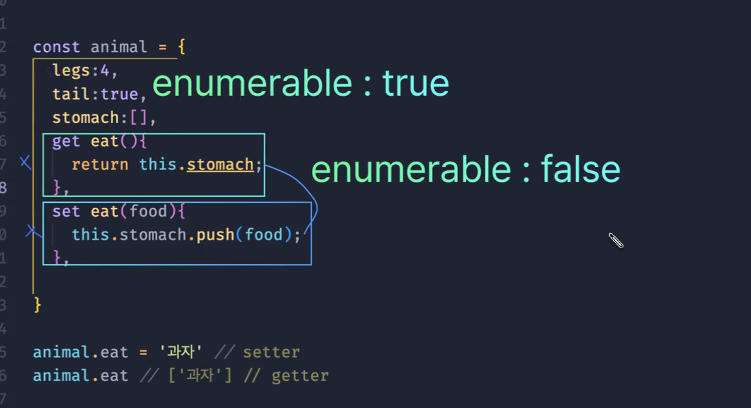 const animal = {
legs:4,
tail:true,
enumerable : true
stomach:[],
get eat(){
return this.stomach;
},
enumerable : false
set eat(food){
this.stomach.push(food);
},
}
animal.eat = '과자' // setter
animal.eat // ['과자'] // getter